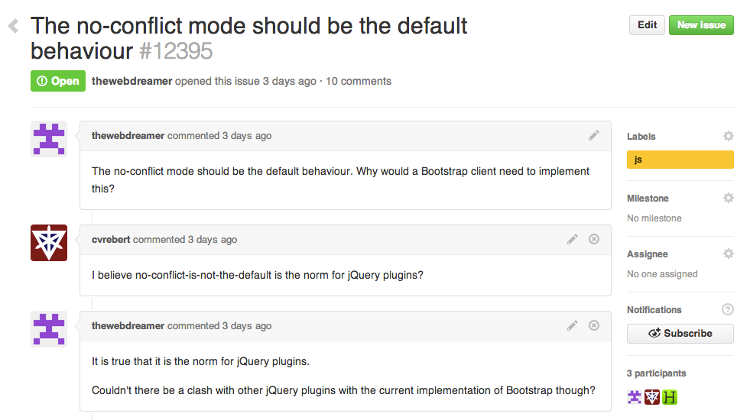 The no-conflict mode should be the default
behaviour #12395
Edit
New Issue
Open
thewebdreamer opened this issue 3 days ago · 10 comments
thewebdreamer commented 3 days ago
The no-conflict mode should be the default behaviour. Why would a Bootstrap client need to implement
this?
cvrebert commented 3 days ago
I believe no-conflict-is-not-the-default is the norm for jQuery plugins?
thewebdreamer commented 3 days ago
It is true that it is the norm for jQuery plugins.
Couldn't there be a clash with other jQuery plugins with the current implementation of Bootstrap though?
Labels
js
Milestone
No milestone
Assignee
No one assigned
Notifications
Subscribe
3 participants